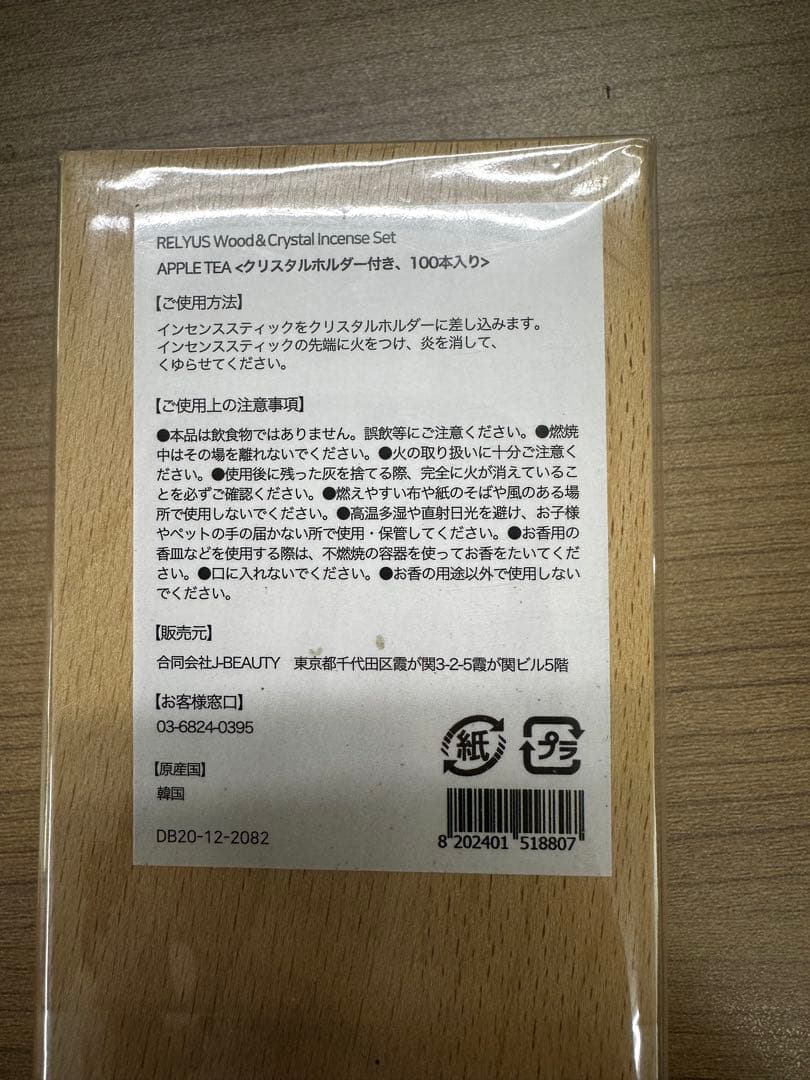 RELYUS Wood&Crystal Incense Set
APPLE TEA <クリスタルホルダー付き、100本入り>
【ご使用方法】
インセンススティックをクリスタルホルダーに差し込みます。
インセンススティックの先端に火をつけ、炎を消して、
くゆらせてください。
【ご使用上の注意事項】
●本品は飲食物ではありません。誤飲等にご注意ください。●燃焼
中はその場を離れないでください。●火の取り扱いに十分ご注意く
ださい。●使用後に残った灰を捨てる際、完全に火が消えているこ
とを必ずご確認ください。●燃えやすい布や紙のそばや風のある場
所で使用しないでください。●高温多湿や直射日光を避け、お子様
やペットの手の届かない所で使用・保管してください。●お香用の
香皿などを使用する際は、不燃焼の容器を使ってお香をたいてくだ
さい。●口に入れないでください。●お香の用途以外で使用しない
でください。
【販売元】
合同会社J-BEAUTY 東京都千代田区霞が関3-2-5霞が関ビル5階
【お客様窓口】
03-6824-0395
紙 プラ
【原産国】
韓国
DB20-12-2082
8 202401 518807